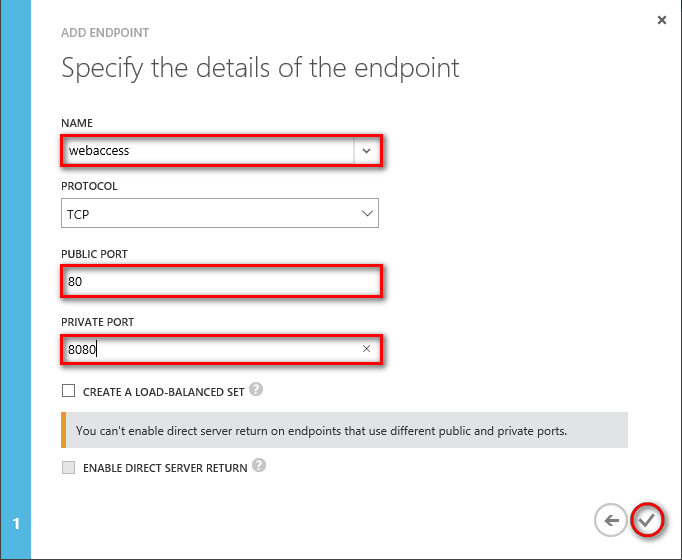 ADD ENDPOINT
Specify the details of the endpoint
NAME
webaccess
PROTOCOL
TCP
PUBLIC PORT
80
PRIVATE PORT
8080
CREATE A LOAD-BALANCED SET ?
You can't enable direct server return on endpoints that use different public and private ports.
ENABLE DIRECT SERVER RETURN ?
1